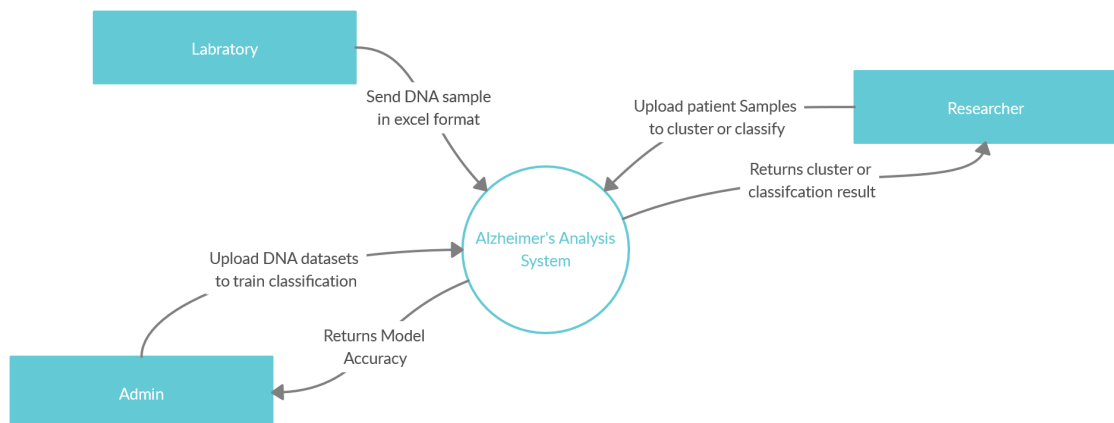 Labratory
Send DNA sample
in excel format
Upload patient Samples
to cluster or classify
Researcher
Returns cluster or
classifcation result
Alzheimer's Analysis
System
Upload DNA datasets
to train classification
Returns Model
Accuracy
Admin